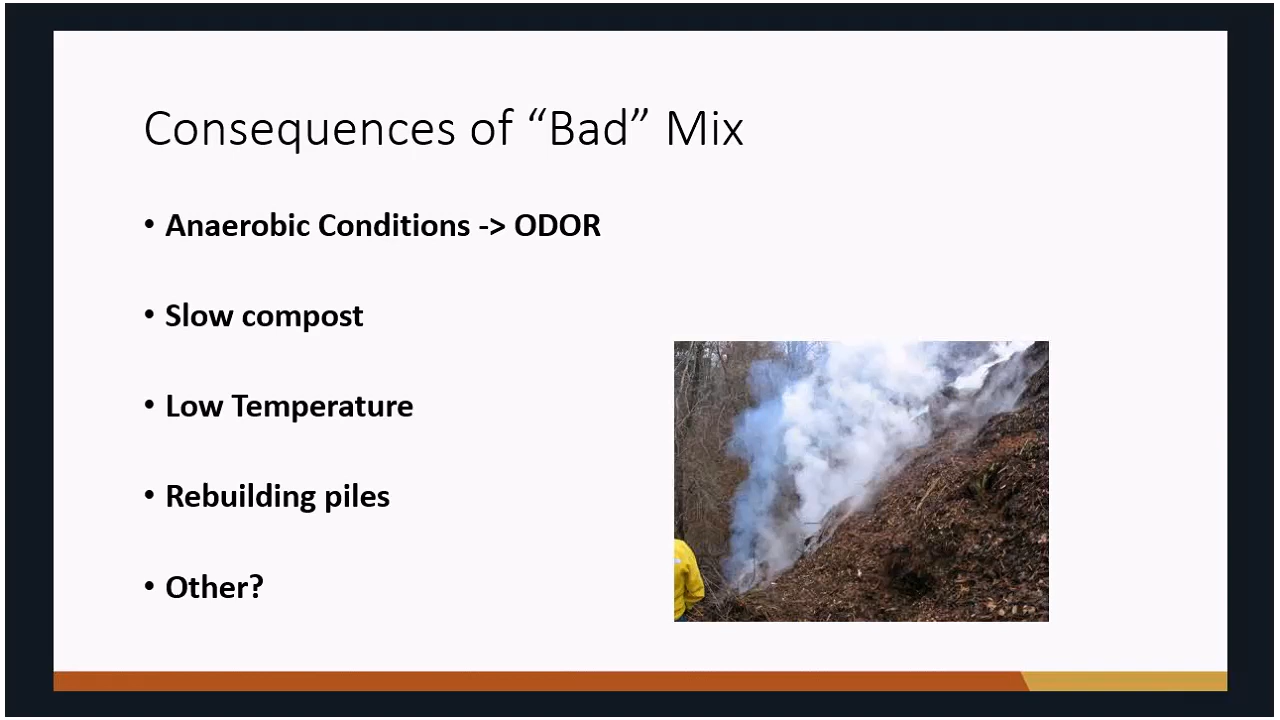 Consequences of “Bad” Mix
• Anaerobic Conditions -> ODOR
• Slow compost
• Low Temperature
• Rebuilding piles
• Other?